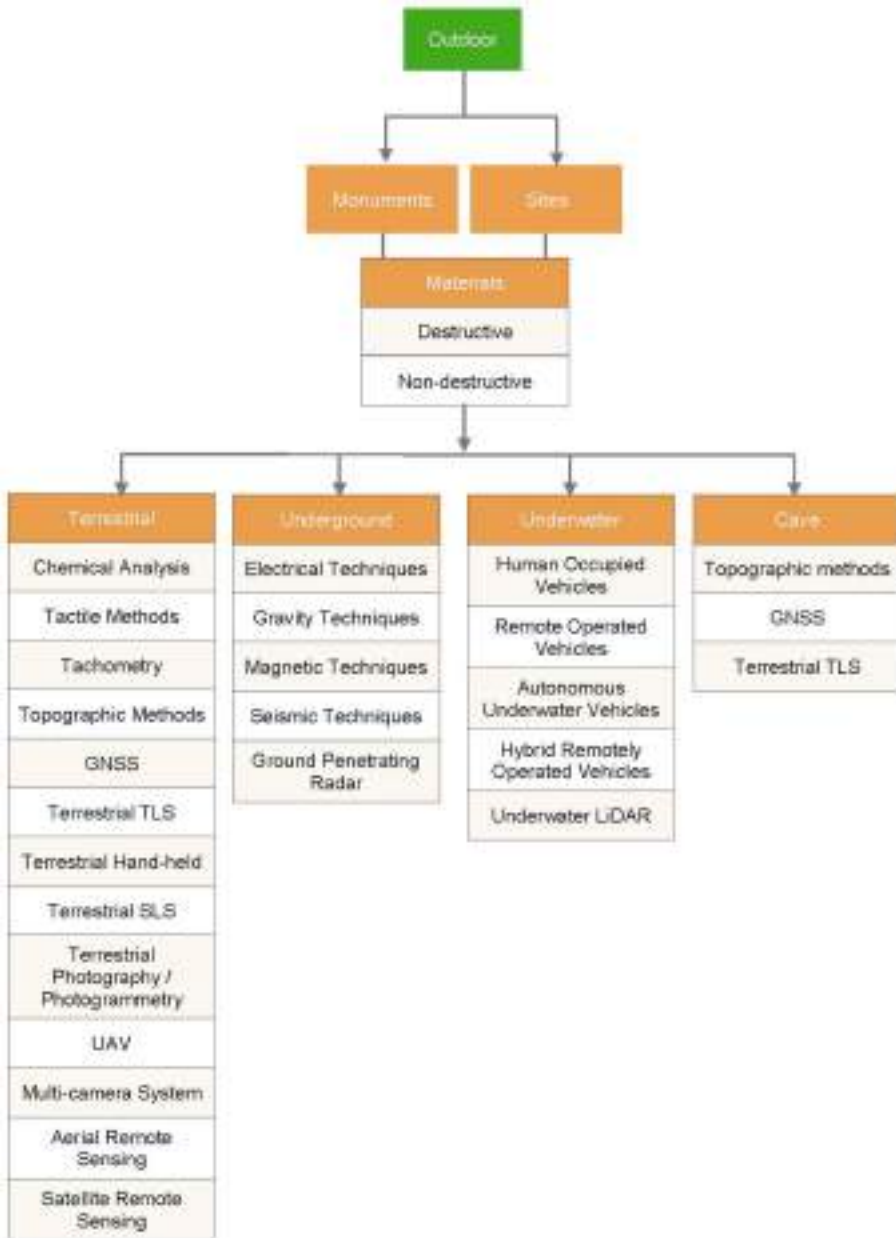 Outdoor
Monuments
Sites
Materials
Destructive
Non-destructive
Terrestrial
Chemical Analysis
Tactile Methods
Tachometry
Topographic Methods
GNSS
Terrestrial TLS
Terrestrial Hand-held
Terrestrial SLS
Terrestrial
Photography /
Photogrammetry
UAV
Multi-camera System
Aerial Remote
Sensing
Satellite Remote
Sensing
Underground
Electrical Techniques
Gravity Techniques
Magnetic Techniques
Seismic Techniques
Ground Penetrating
Radar
Underwater
Human Occupied
Vehicles
Remote Operated
Vehicles
Autonomous
Underwater Vehicles
Hybrid Remotely
Operated Vehicles
Underwater LiDAR
Cave
Topographic methods
GNSS
Terrestrial TLS